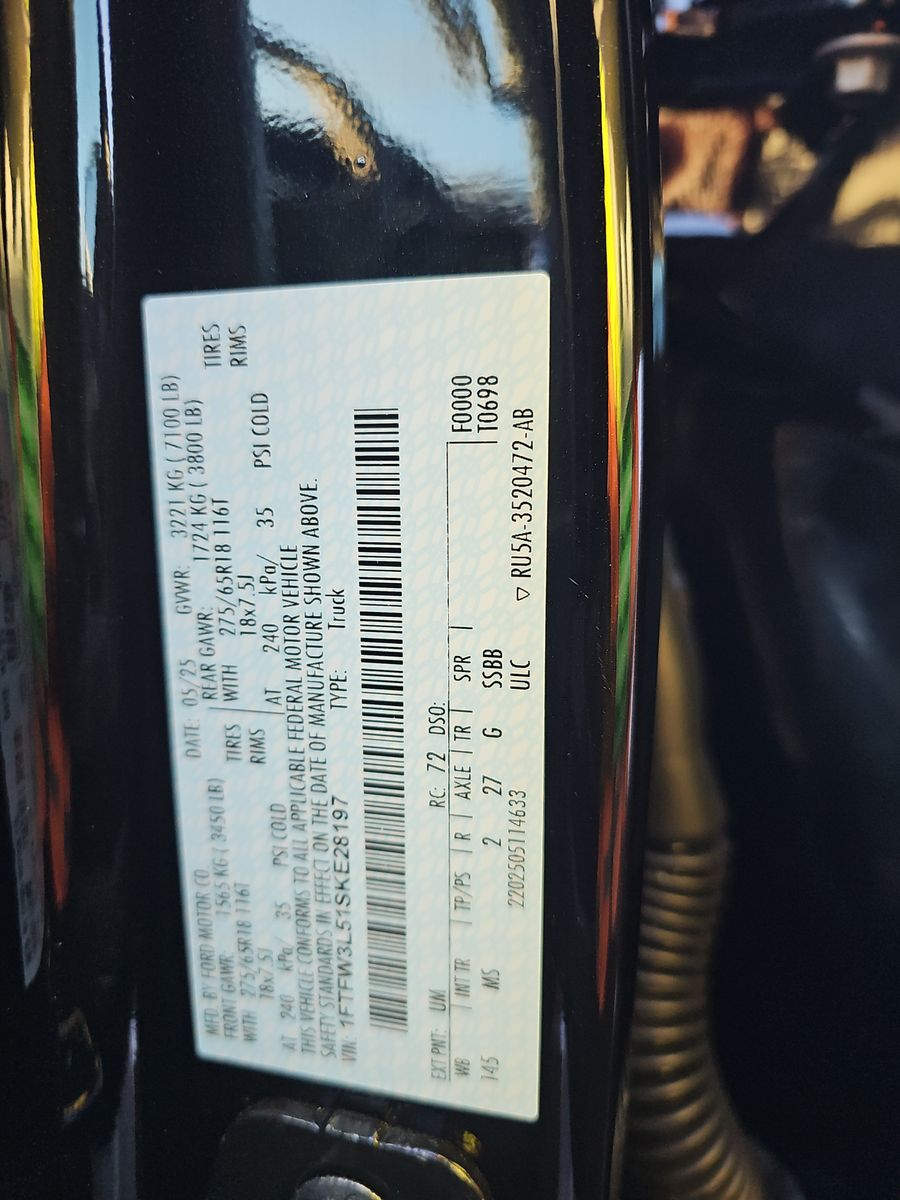 MFD. BY FORD MOTOR CO. DATE: 05/25 GVWR: 3221 KG ( 7100 LB)
FRONT GAWR: 1565 KG ( 3450 LB) REAR GAWR: 1724 KG ( 3800 LB)
WITH 275/65R18 116T TIRES WITH 275/65R18 116T TIRES
18x7.5J RIMS 18x7.5J RIMS
AT 240 kPa/ 35 PSI COLD AT 240 kPa/ 35 PSI COLD
THIS VEHICLE CONFORMS TO ALL APPLICABLE FEDERAL MOTOR VEHICLE
SAFETY STANDARDS IN EFFECT ON THE DATE OF MANUFACTURE SHOWN ABOVE.
VIN: 1FTFW3L51SKE28197 TYPE: Truck
EXT PNT: UM RC: 72 DSO: F0000
WB INT TR TP/PS R AXLE TR SPR T0698
145 MS 2 27 G SSBB
2202505114633 ULC ▽ RU5A-3520472-AB